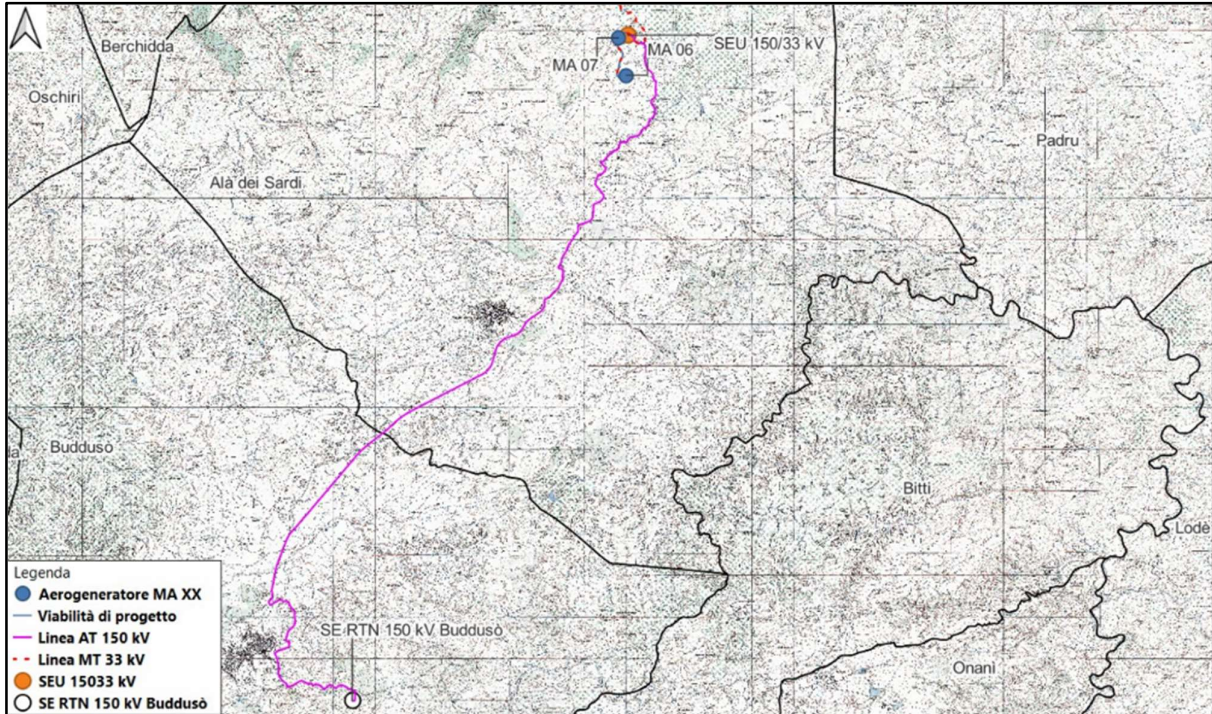 Berchidda
MA 06
SEU 150/33 kV
MA 07
Oschiri
Padru
Alà dei Sardi
Buddusò
Bitti
Lodè
SE RTN 150 kV Buddusò
Onanì
Legenda
Aerogeneratore MA XX
Viabilità di progetto
Linea AT 150 kV
Linea MT 33 kV
SEU 15033 kV
SE RTN 150 kV Buddusò